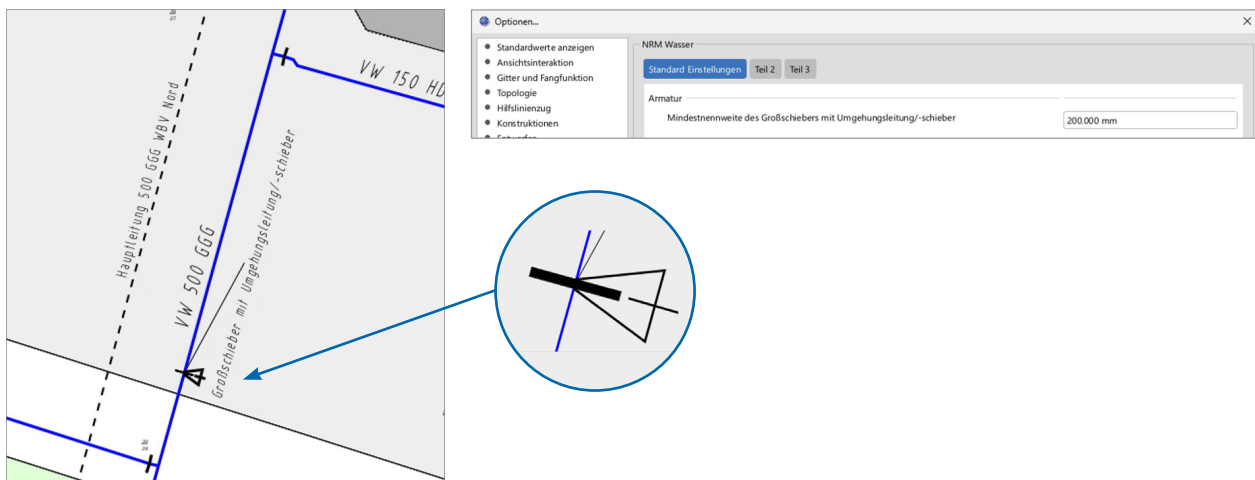 VW 150 HD
Hauptleitung 500 GGG WBV Nord
VW 500 GGG
Großschieber mit Umgehungsleitung/-schieber
Optionen...
Standardwerte anzeigen
Ansichtsinteraktion
Gitter und Fangfunktion
Topologie
Hilfslinienzug
Konstruktionen
NRM Wasser
Standard Einstellungen
Teil 2
Teil 3
Armatur
Mindestnennweite des Großschiebers mit Umgehungsleitung/-schieber
200.000 mm